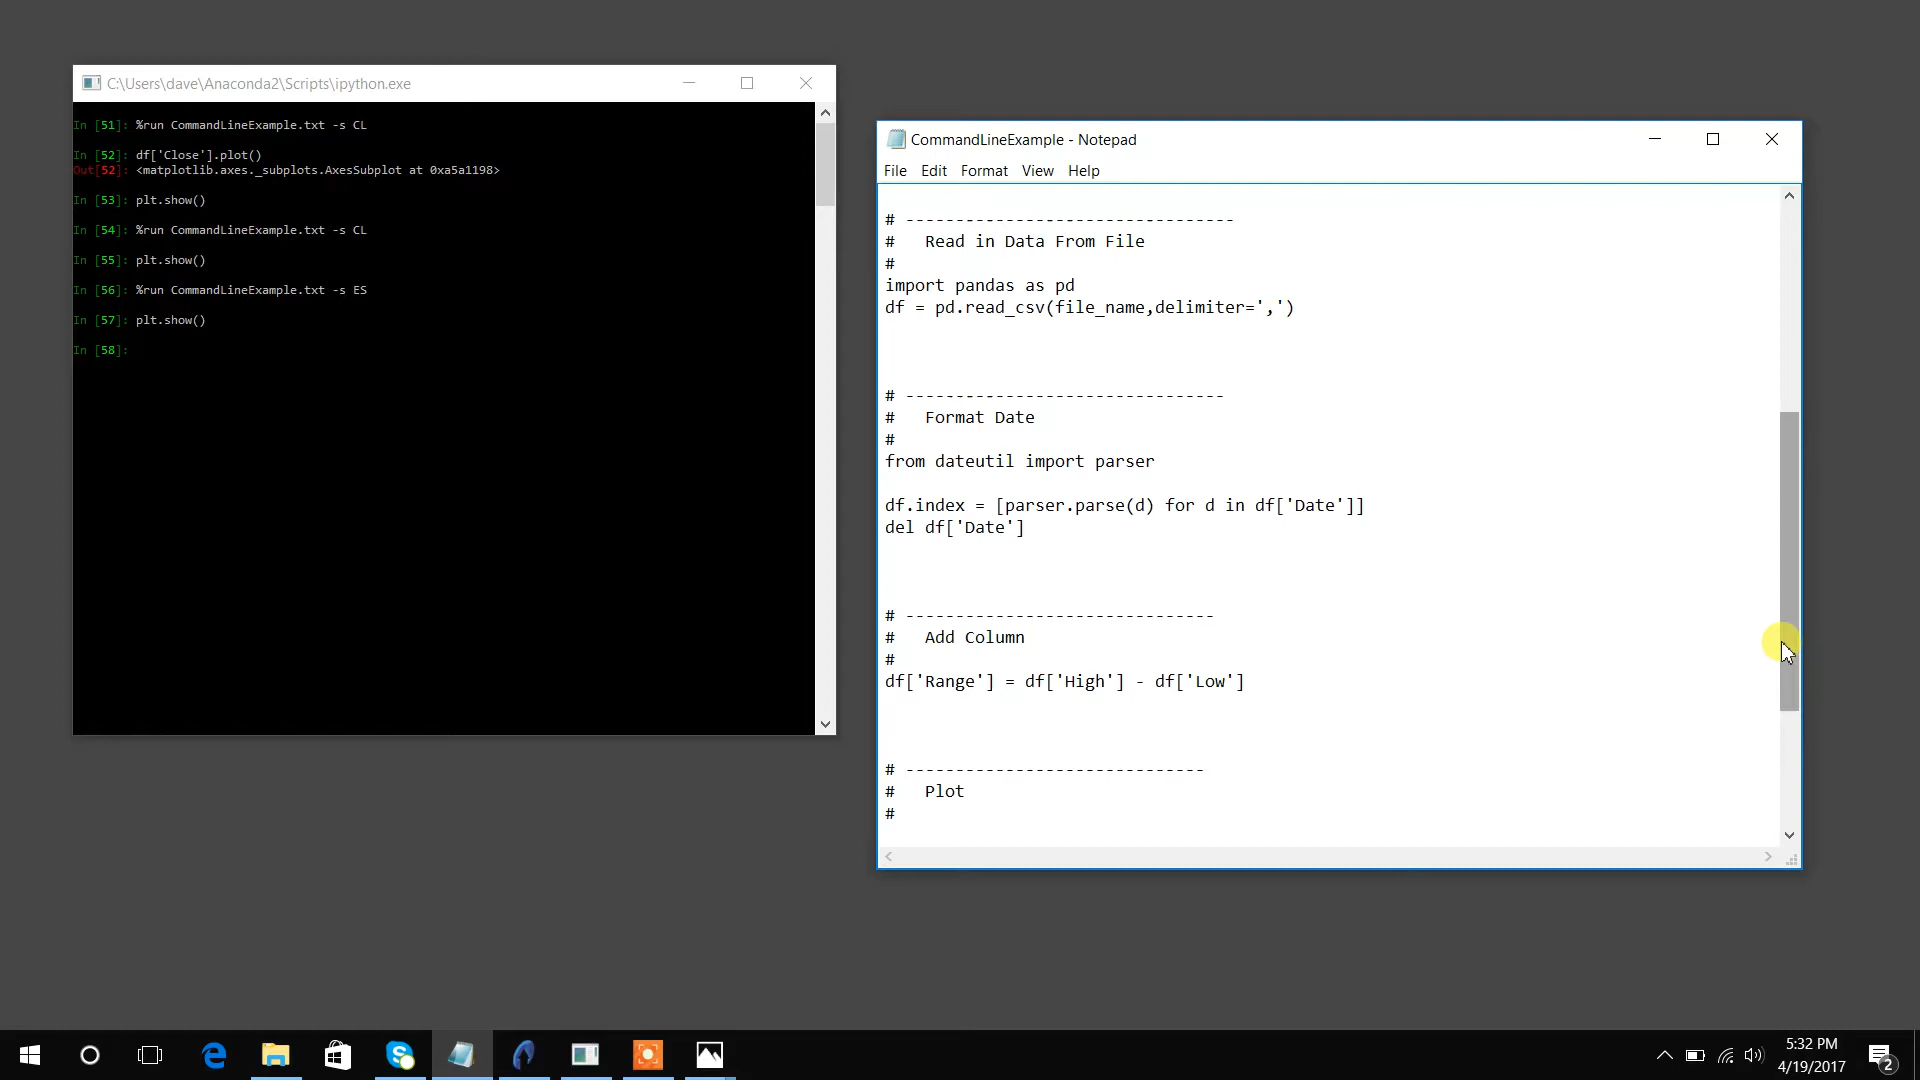 C:\Users\dave\Anaconda2\Scripts\ipython.exe
In [51]: %run CommandLineExample.txt -s CL
In [52]: df['Close'].plot()
Out[52]: <matplotlib.axes._subplots.AxesSubplot at 0xa5a1198>
In [53]: plt.show()
In [54]: %run CommandLineExample.txt -s CL
In [55]: plt.show()
In [56]: %run CommandLineExample.txt -s ES
In [57]: plt.show()
In [58]:
CommandLineExample - Notepad
File Edit Format View Help
# ---------------------------------
#   Read in Data From File
#
import pandas as pd
df = pd.read_csv(file_name,delimiter=',')
# --------------------------------
#   Format Date
#
from dateutil import parser
df.index = [parser.parse(d) for d in df['Date']]
del df['Date']
# -------------------------------
#   Add Column
#
df['Range'] = df['High'] - df['Low']
# ------------------------------
#   Plot
#
5:32 PM
4/19/2017
2